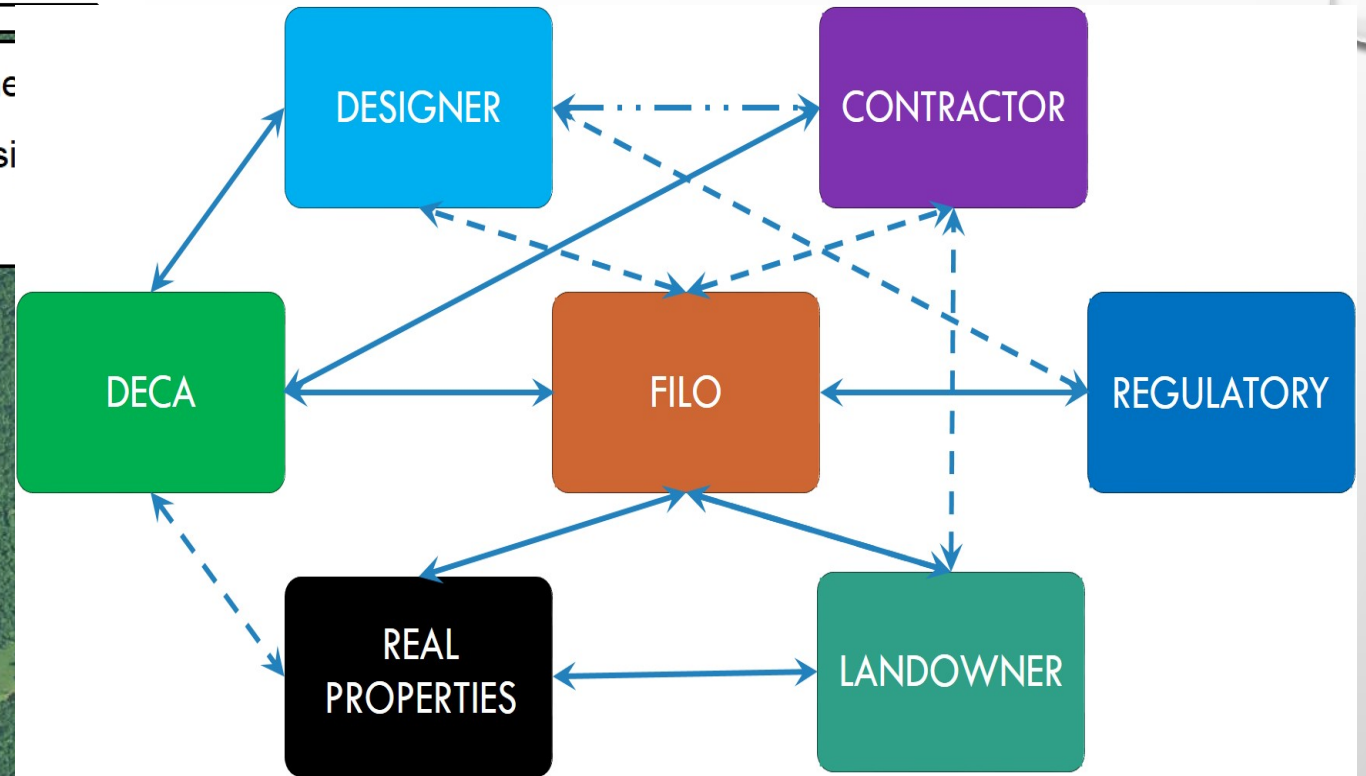 DESIGNER
CONTRACTOR
DECA
FILO
REGULATORY
REAL
PROPERTIES
LANDOWNER